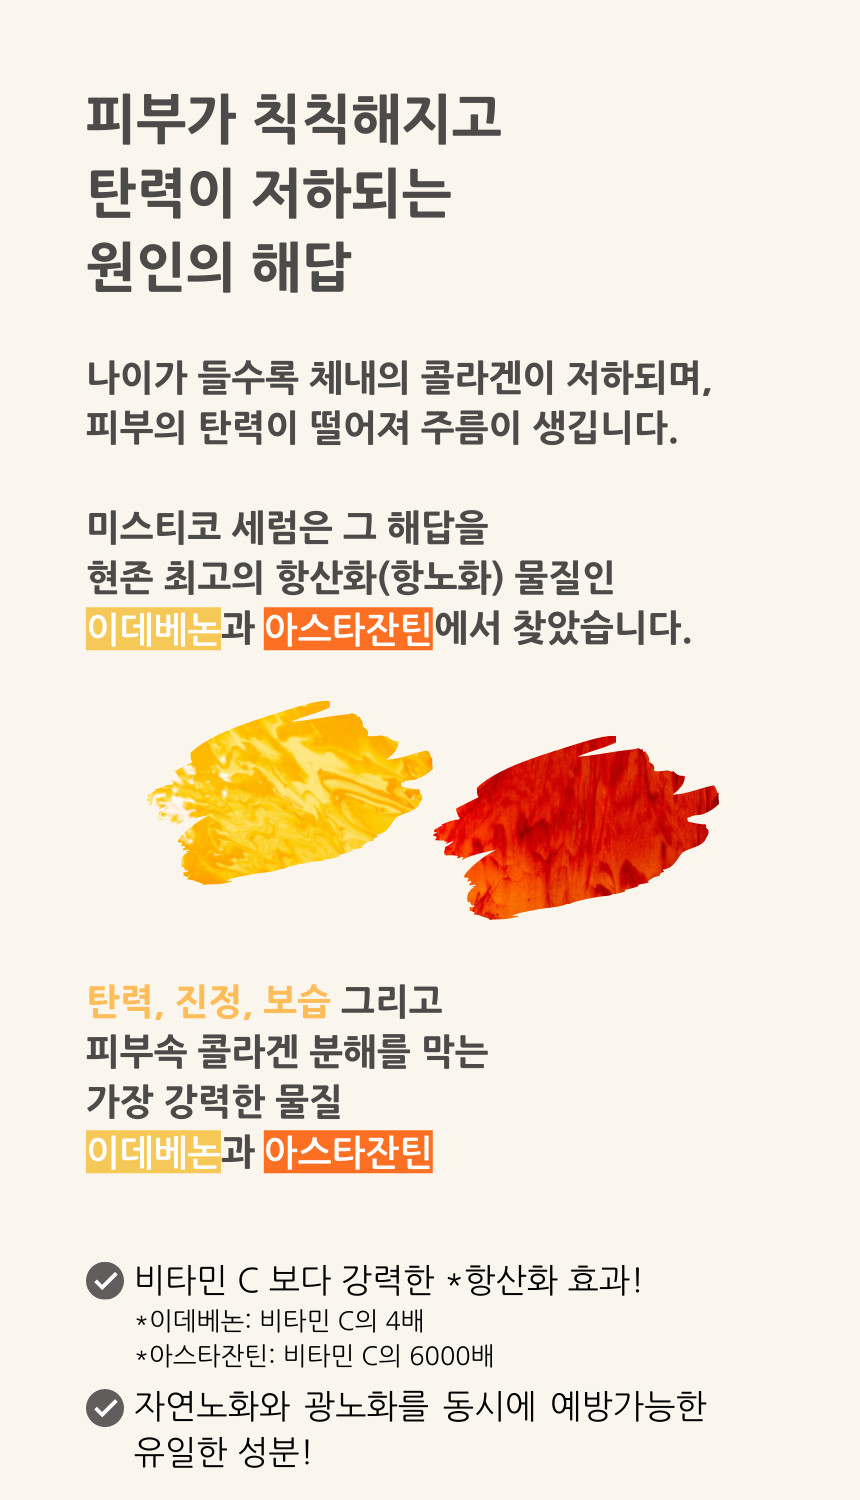 피부가 칙칙해지고
탄력이 저하되는
원인의 해답
나이가 들수록 체내의 콜라겐이 저하되며,
피부의 탄력이 떨어져 주름이 생깁니다.
미스티코 세럼은 그 해답을
현존 최고의 항산화(항노화) 물질인
이데베논과 아스타잔틴에서 찾았습니다.
탄력, 진정, 보습 그리고
피부속 콜라겐 분해를 막는
가장 강력한 물질
이데베논과 아스타잔틴
비타민 C 보다 강력한 *항산화 효과!
*이데베논: 비타민 C의 4배
*아스타잔틴: 비타민 C의 6000배
자연노화와 광노화를 동시에 예방가능한
유일한 성분!